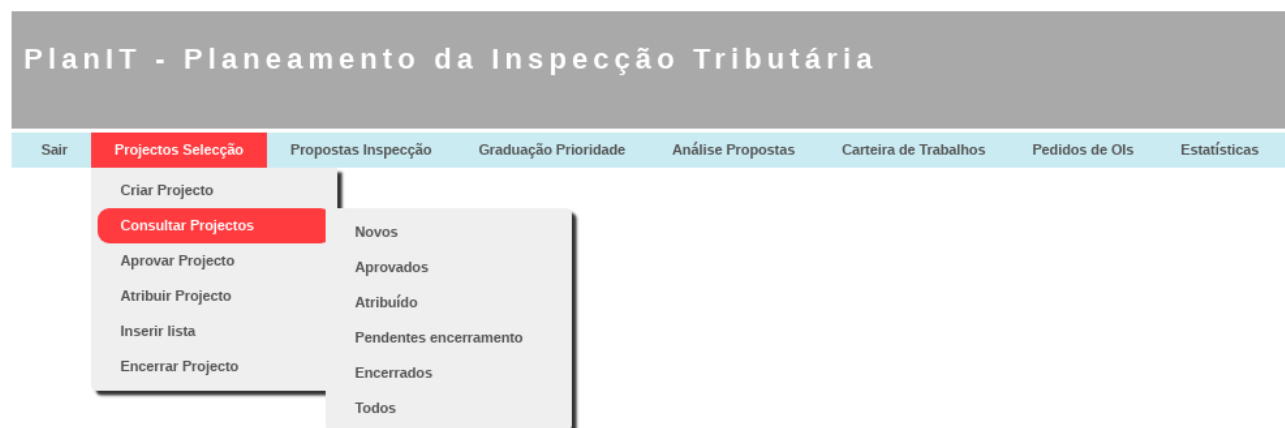 PlanIT - Planeamento da Inspecção Tributária
Sair Projectos Selecção Propostas Inspecção Graduação Prioridade Análise Propostas Carteira de Trabalhos Pedidos de OIs Estatísticas
Criar Projecto
Consultar Projectos
Aprovar Projecto
Atribuir Projecto
Inserir lista
Encerrar Projecto
Novos
Aprovados
Atribuído
Pendentes encerramento
Encerrados
Todos